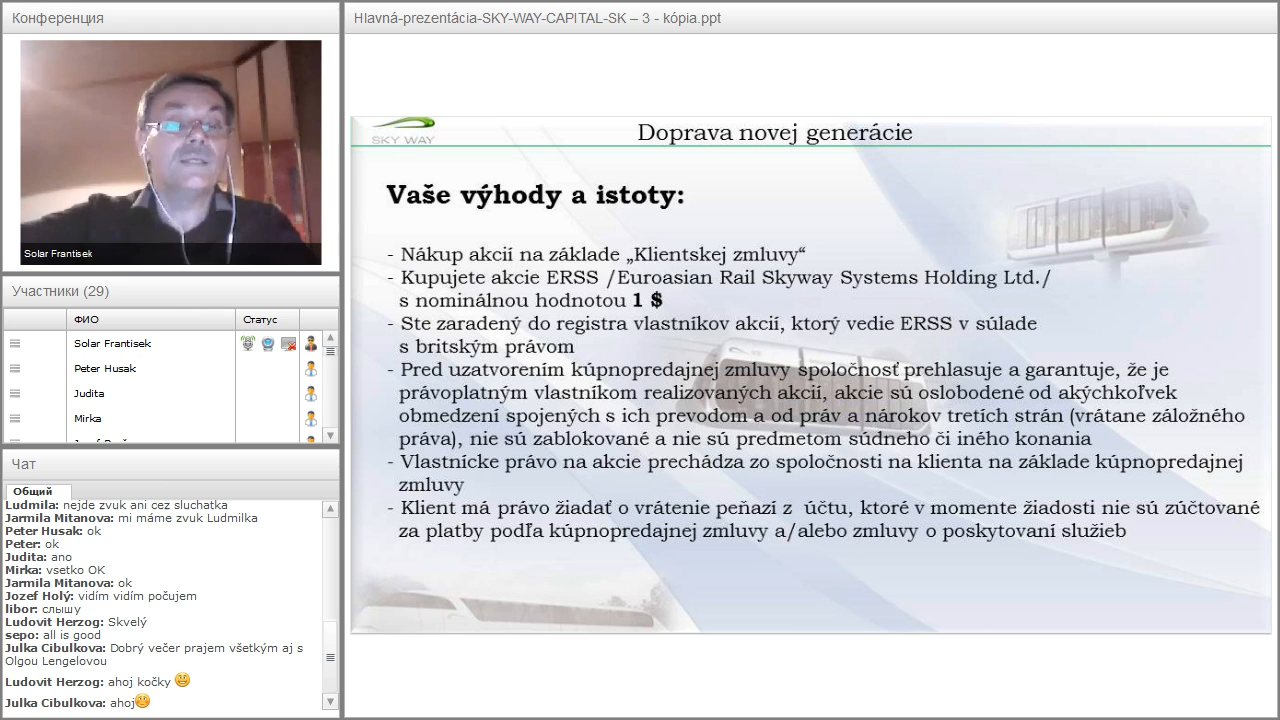 Конференция
Solar Frantisek
Участники (29)
ФИО
Статус
Solar Frantisek
Peter Husak
Judita
Mirka
Чат
Общий
Ludmila: nejde zvuk ani cez sluchatka
Jarmila Mitanova: mi máme zvuk Ludmilka
Peter Husak: ok
Peter: ok
Judita: ano
Mirka: vsetko OK
Jarmila Mitanova: ok
Jozef Holý: vidím vidím počujem
libor: слышу
Ludovit Herzog: Skvelý
sepo: all is good
Julka Cibulkova: Dobrý večer prajem všetkým aj s
Olgou Lengelovou
Ludovit Herzog: ahoj kočky
Julka Cibulkova: ahoj
Hlavná-prezentácia-SKY-WAY-CAPITAL-SK – 3 - kópia.ppt
SKY WAY
Doprava novej generácie
Vaše výhody a istoty:
- Nákup akcií na základe „Klientskej zmluvy“
- Kupujete akcie ERSS /Euroasian Rail Skyway Systems Holding Ltd./
s nominálnou hodnotou 1 $
- Ste zaradený do registra vlastníkov akcií, ktorý vedie ERSS v súlade
s britským právom
- Pred uzatvorením kúpnopredajnej zmluvy spoločnosť prehlasuje a garantuje, že je
právoplatným vlastníkom realizovaných akcií, akcie sú oslobodené od akýchkoľvek
obmedzení spojených s ich prevodom a od práv a nárokov tretích strán (vrátane záložného
práva), nie sú zablokované a nie sú predmetom súdneho či iného konania
- Vlastnícke právo na akcie prechádza zo spoločnosti na klienta na základe kúpnopredajnej
zmluvy
- Klient má právo žiadať o vrátenie peňazí z účtu, ktoré v momente žiadosti nie sú zúčtované
za platby podľa kúpnopredajnej zmluvy a/alebo zmluvy o poskytovaní služieb